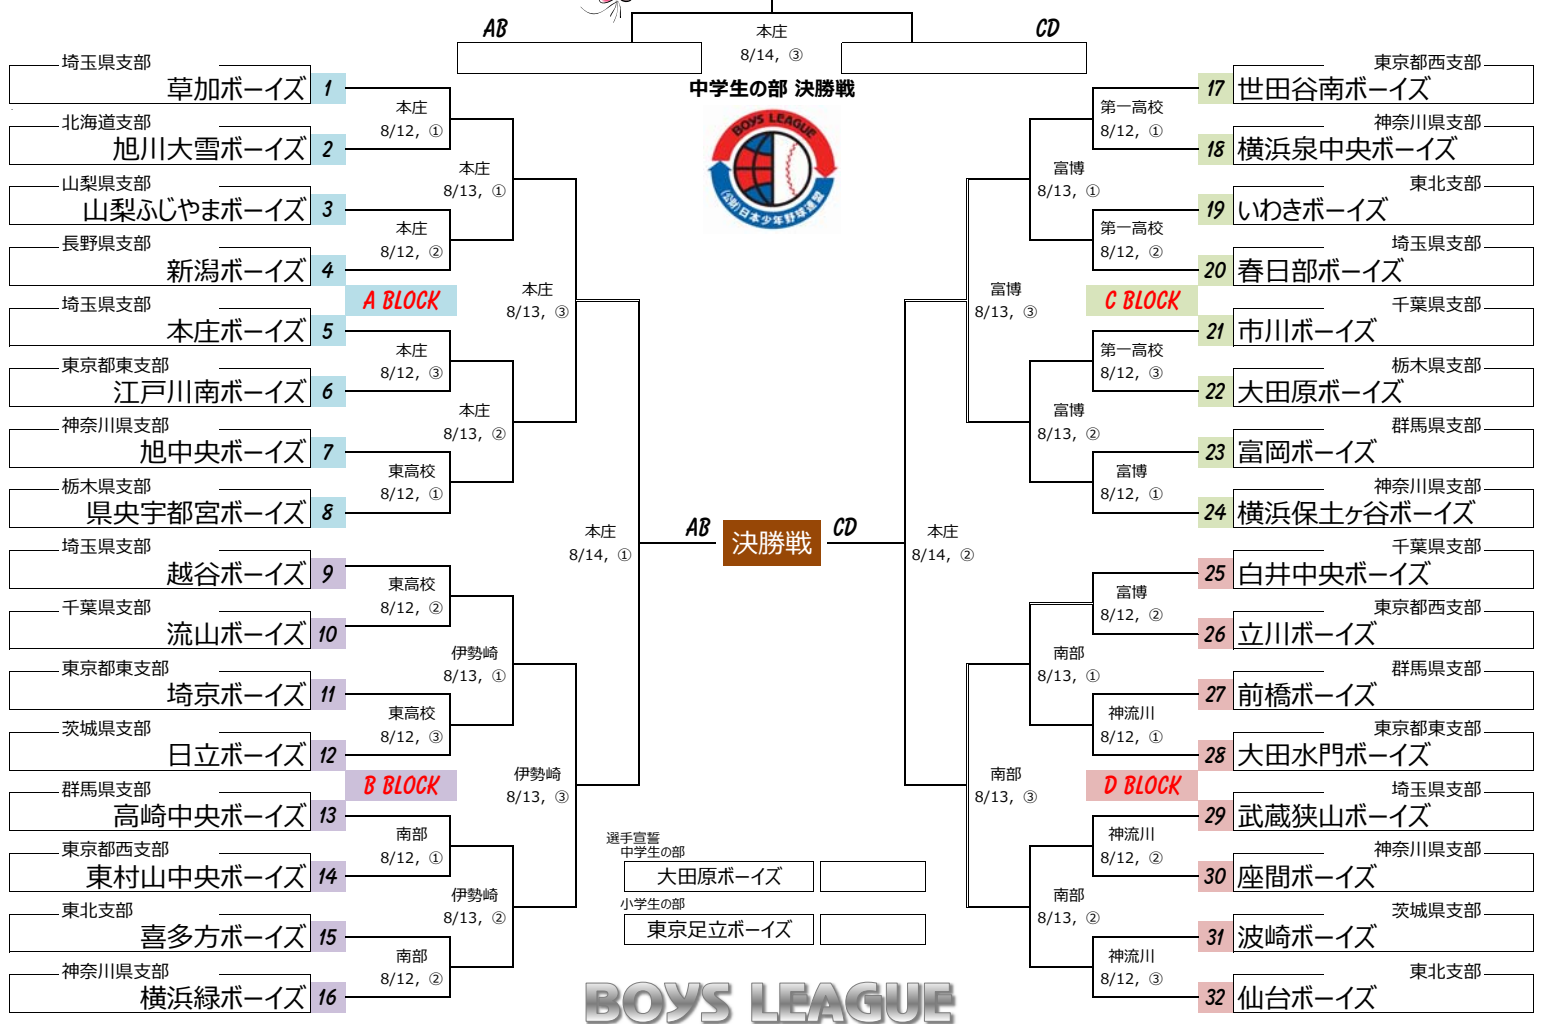 AB
CD
本庄
8/14, ③
中学生の部 決勝戦
BOYS LEAGUE
(公財)日本少年野球連盟
埼玉県支部
草加ボーイズ 1
北海道支部
旭川大雪ボーイズ 2
山梨県支部
山梨ふじやまボーイズ 3
長野県支部
新潟ボーイズ 4
A BLOCK
埼玉県支部
本庄ボーイズ 5
東京都東支部
江戸川南ボーイズ 6
神奈川県支部
旭中央ボーイズ 7
栃木県支部
県央宇都宮ボーイズ 8
埼玉県支部
越谷ボーイズ 9
千葉県支部
流山ボーイズ 10
東京都東支部
埼京ボーイズ 11
茨城県支部
日立ボーイズ 12
B BLOCK
群馬県支部
高崎中央ボーイズ 13
東京都西支部
東村山中央ボーイズ 14
東北支部
喜多方ボーイズ 15
神奈川県支部
横浜緑ボーイズ 16
本庄
8/12, ①
本庄
8/12, ②
本庄
8/12, ③
東高校
8/12, ①
東高校
8/12, ②
東高校
8/12, ③
南部
8/12, ①
南部
8/12, ②
本庄
8/13, ①
本庄
8/13, ②
伊勢崎
8/13, ①
伊勢崎
8/13, ②
本庄
8/13, ③
伊勢崎
8/13, ③
本庄
8/14, ①
AB 決勝戦 CD
本庄
8/14, ②
富博
8/13, ③
南部
8/13, ③
富博
8/13, ①
富博
8/13, ②
南部
8/13, ①
南部
8/13, ②
第一高校
8/12, ①
第一高校
8/12, ②
第一高校
8/12, ③
富博
8/12, ①
富博
8/12, ②
神流川
8/12, ①
神流川
8/12, ②
神流川
8/12, ③
東京都西支部
17 世田谷南ボーイズ
神奈川県支部
18 横浜泉中央ボーイズ
東北支部
19 いわきボーイズ
埼玉県支部
20 春日部ボーイズ
C BLOCK
千葉県支部
21 市川ボーイズ
栃木県支部
22 大田原ボーイズ
群馬県支部
23 富岡ボーイズ
神奈川県支部
24 横浜保土ヶ谷ボーイズ
千葉県支部
25 白井中央ボーイズ
東京都西支部
26 立川ボーイズ
群馬県支部
27 前橋ボーイズ
東京都東支部
28 大田水門ボーイズ
D BLOCK
埼玉県支部
29 武蔵狭山ボーイズ
神奈川県支部
30 座間ボーイズ
茨城県支部
31 波崎ボーイズ
東北支部
32 仙台ボーイズ
選手宣誓
中学生の部
大田原ボーイズ
小学生の部
東京足立ボーイズ
BOYS LEAGUE